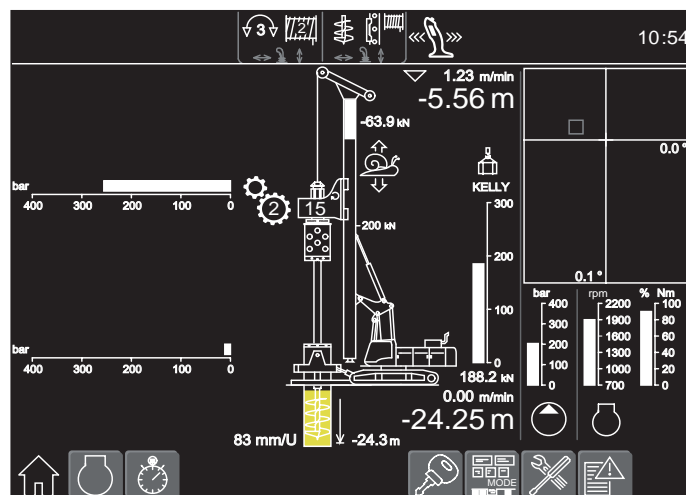 3 2
10:54
1.23 m/min
-5.56 m
-63.9 kN
0.0 °
KELLY
bar
400 300 200 100 0
2 15
300
200 kN
200
0.1 °
bar rpm % Nm
400 2200 100
300 1900 80
1600 60
200 1300 40
100 1000 20
0 700 0
100
bar
400 300 200 100 0
0
188.2 kN
0.00 m/min
-24.25 m
83 mm/U -24.3 m
MODE